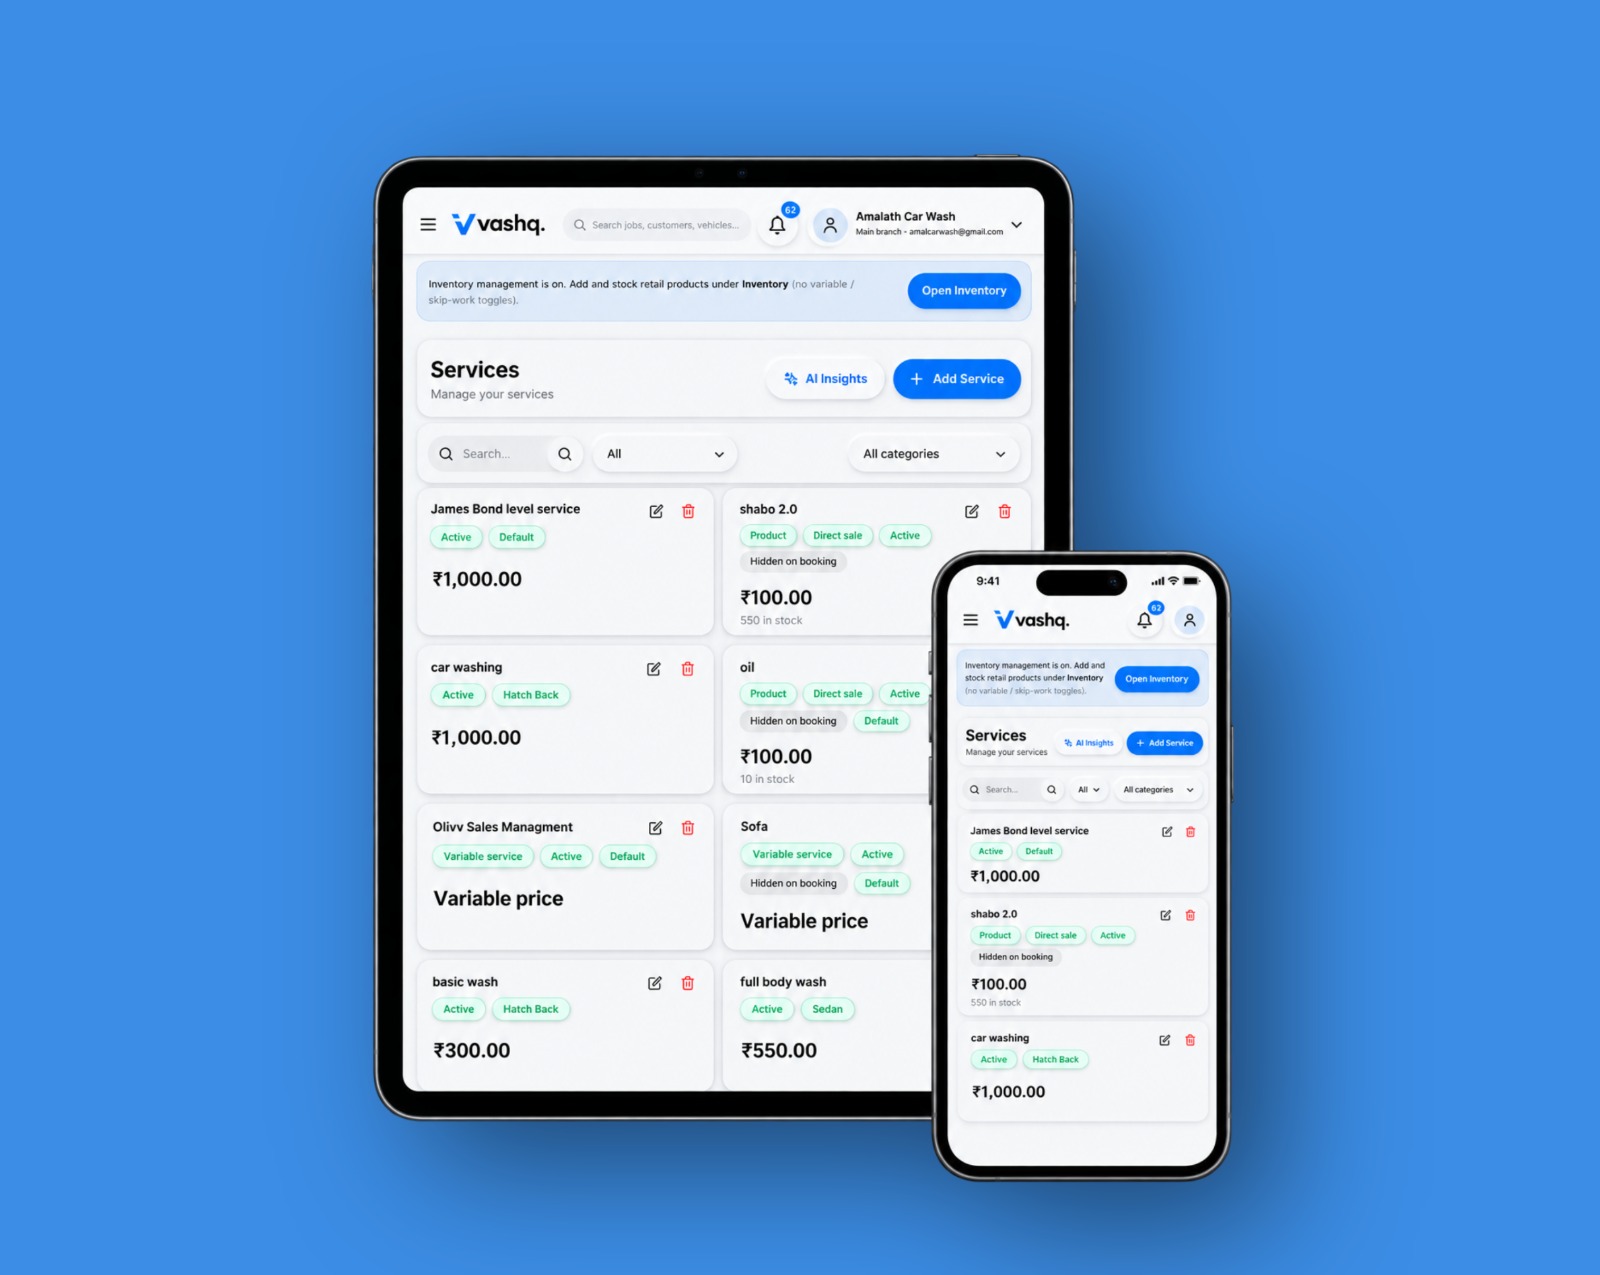 vashq.
Search jobs, customers, vehicles...
62
Amalath Car Wash
Main branch - amalcarwash@gmail.com
Inventory management is on. Add and stock retail products under Inventory (no variable /
skip-work toggles).
Open Inventory
Services
Manage your services
AI Insights
+ Add Service
Search...
All
All categories
James Bond level service
Active
Default
₹1,000.00
shabo 2.0
Product
Direct sale
Active
Hidden on booking
₹100.00
550 in stock
car washing
Active
Hatch Back
₹1,000.00
oil
Product
Direct sale
Active
Hidden on booking
Default
₹100.00
10 in stock
Olivv Sales Managment
Variable service
Active
Default
Variable price
Sofa
Variable service
Active
Hidden on booking
Default
Variable price
basic wash
Active
Hatch Back
₹300.00
full body wash
Active
Sedan
₹550.00
9:41
vashq.
62
Inventory management is on. Add and
stock retail products under Inventory
(no variable / skip-work toggles).
Open Inventory
Services
Manage your services
AI Insights
+ Add Service
Search...
All
All categories
James Bond level service
Active
Default
₹1,000.00
shabo 2.0
Product
Direct sale
Active
Hidden on booking
₹100.00
550 in stock
car washing
Active
Hatch Back
₹1,000.00